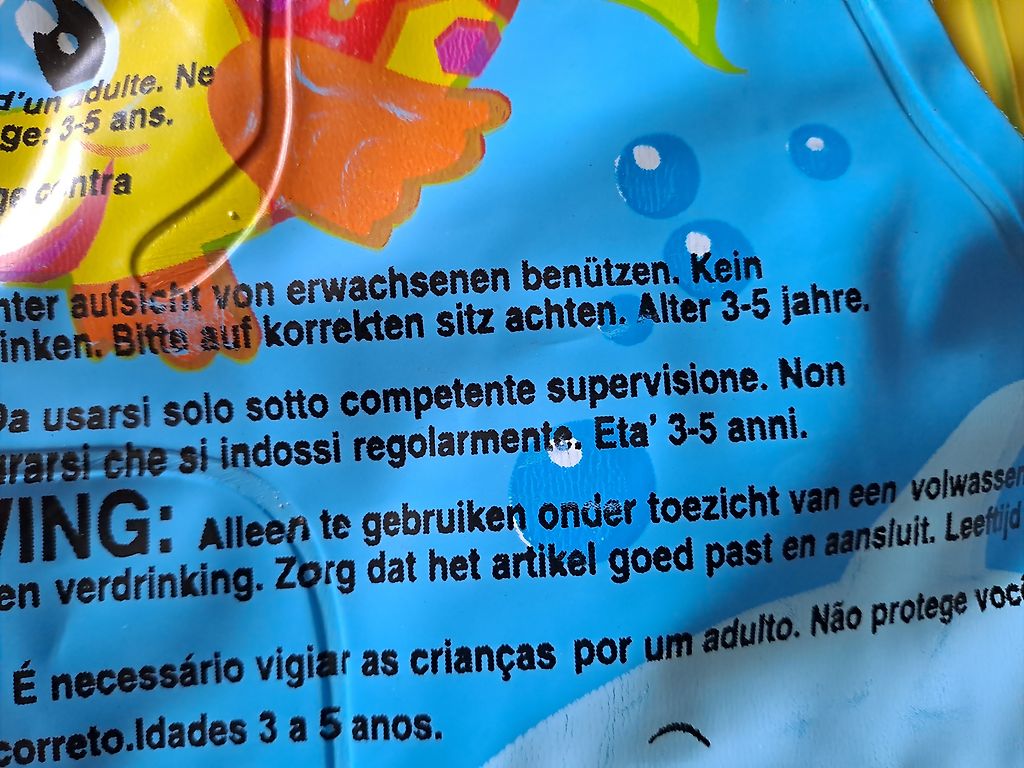 d'un adulte. Ne
ge: 3-5 ans.
ge contra
nter aufsicht von erwachsenen benützen. Kein
inken. Bitte auf korrekten sitz achten. Alter 3-5 jahre.
Da usarsi solo sotto competente supervisione. Non
rarsi che si indossi regolarmente. Eta' 3-5 anni.
VING: Alleen te gebruiken onder toezicht van een volwassen
en verdrinking. Zorg dat het artikel goed past en aansluit. Leeftijd
É necessário vigiar as crianças por um adulto. Não protege você
correto.Idades 3 a 5 anos.